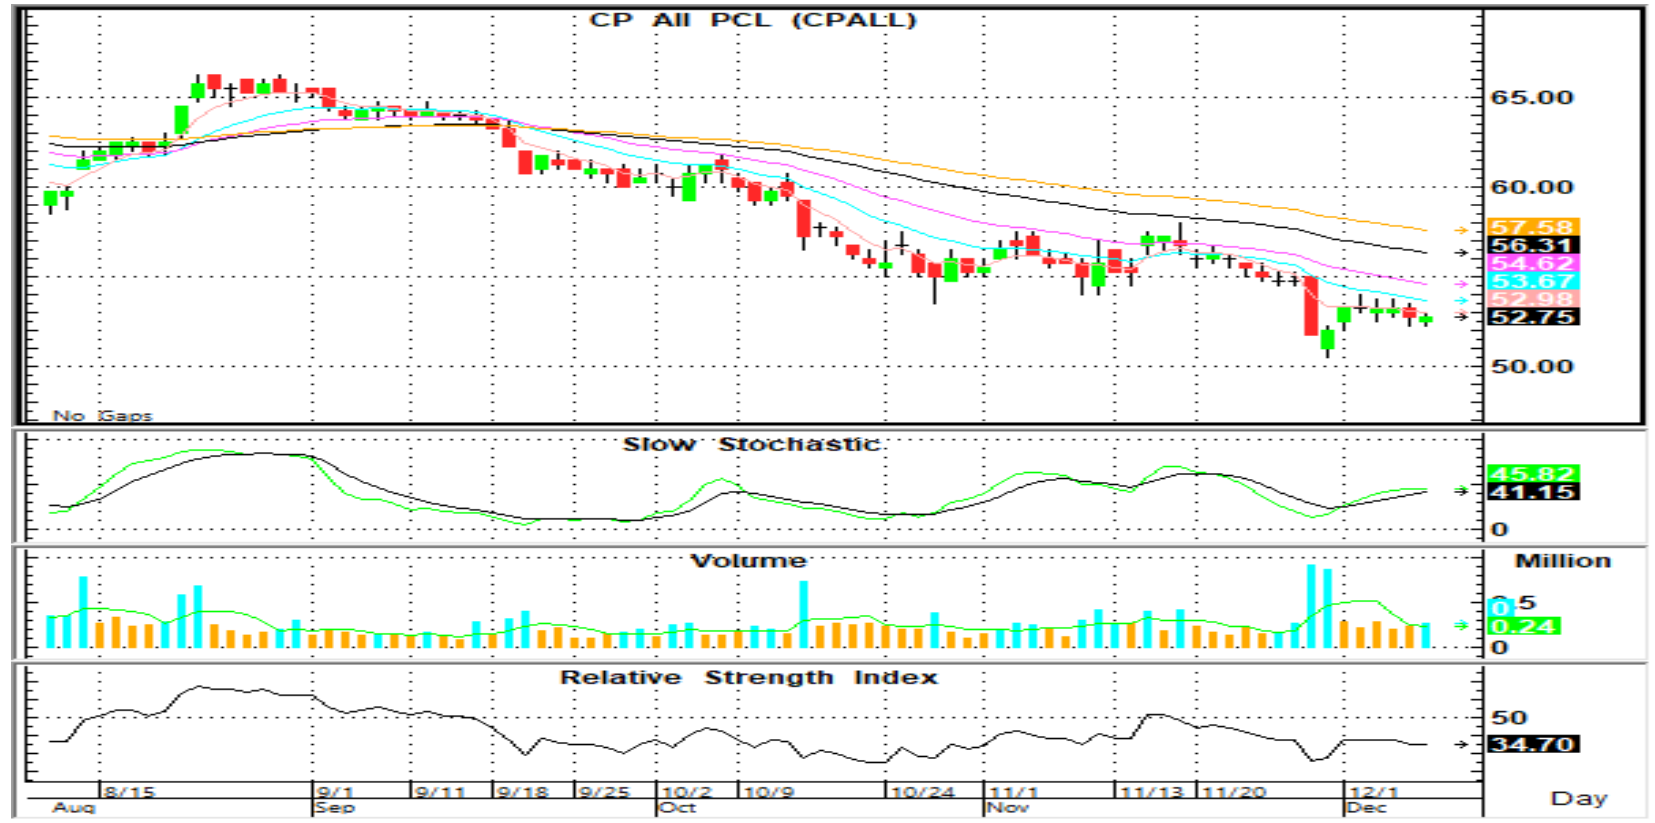 CP All PCL (CPALL)
65.00
60.00
57.58
56.31
54.62
53.67
52.98
52.75
50.00
No Gaps
Slow Stochastic
45.82
41.15
0
Volume
Million
0.24
0
Relative Strength Index
50
34.70
8/15 9/1 9/11 9/18 9/25 10/2 10/9 10/24 11/1 11/13 11/20 12/1
Aug Sep Oct Nov Dec
Day